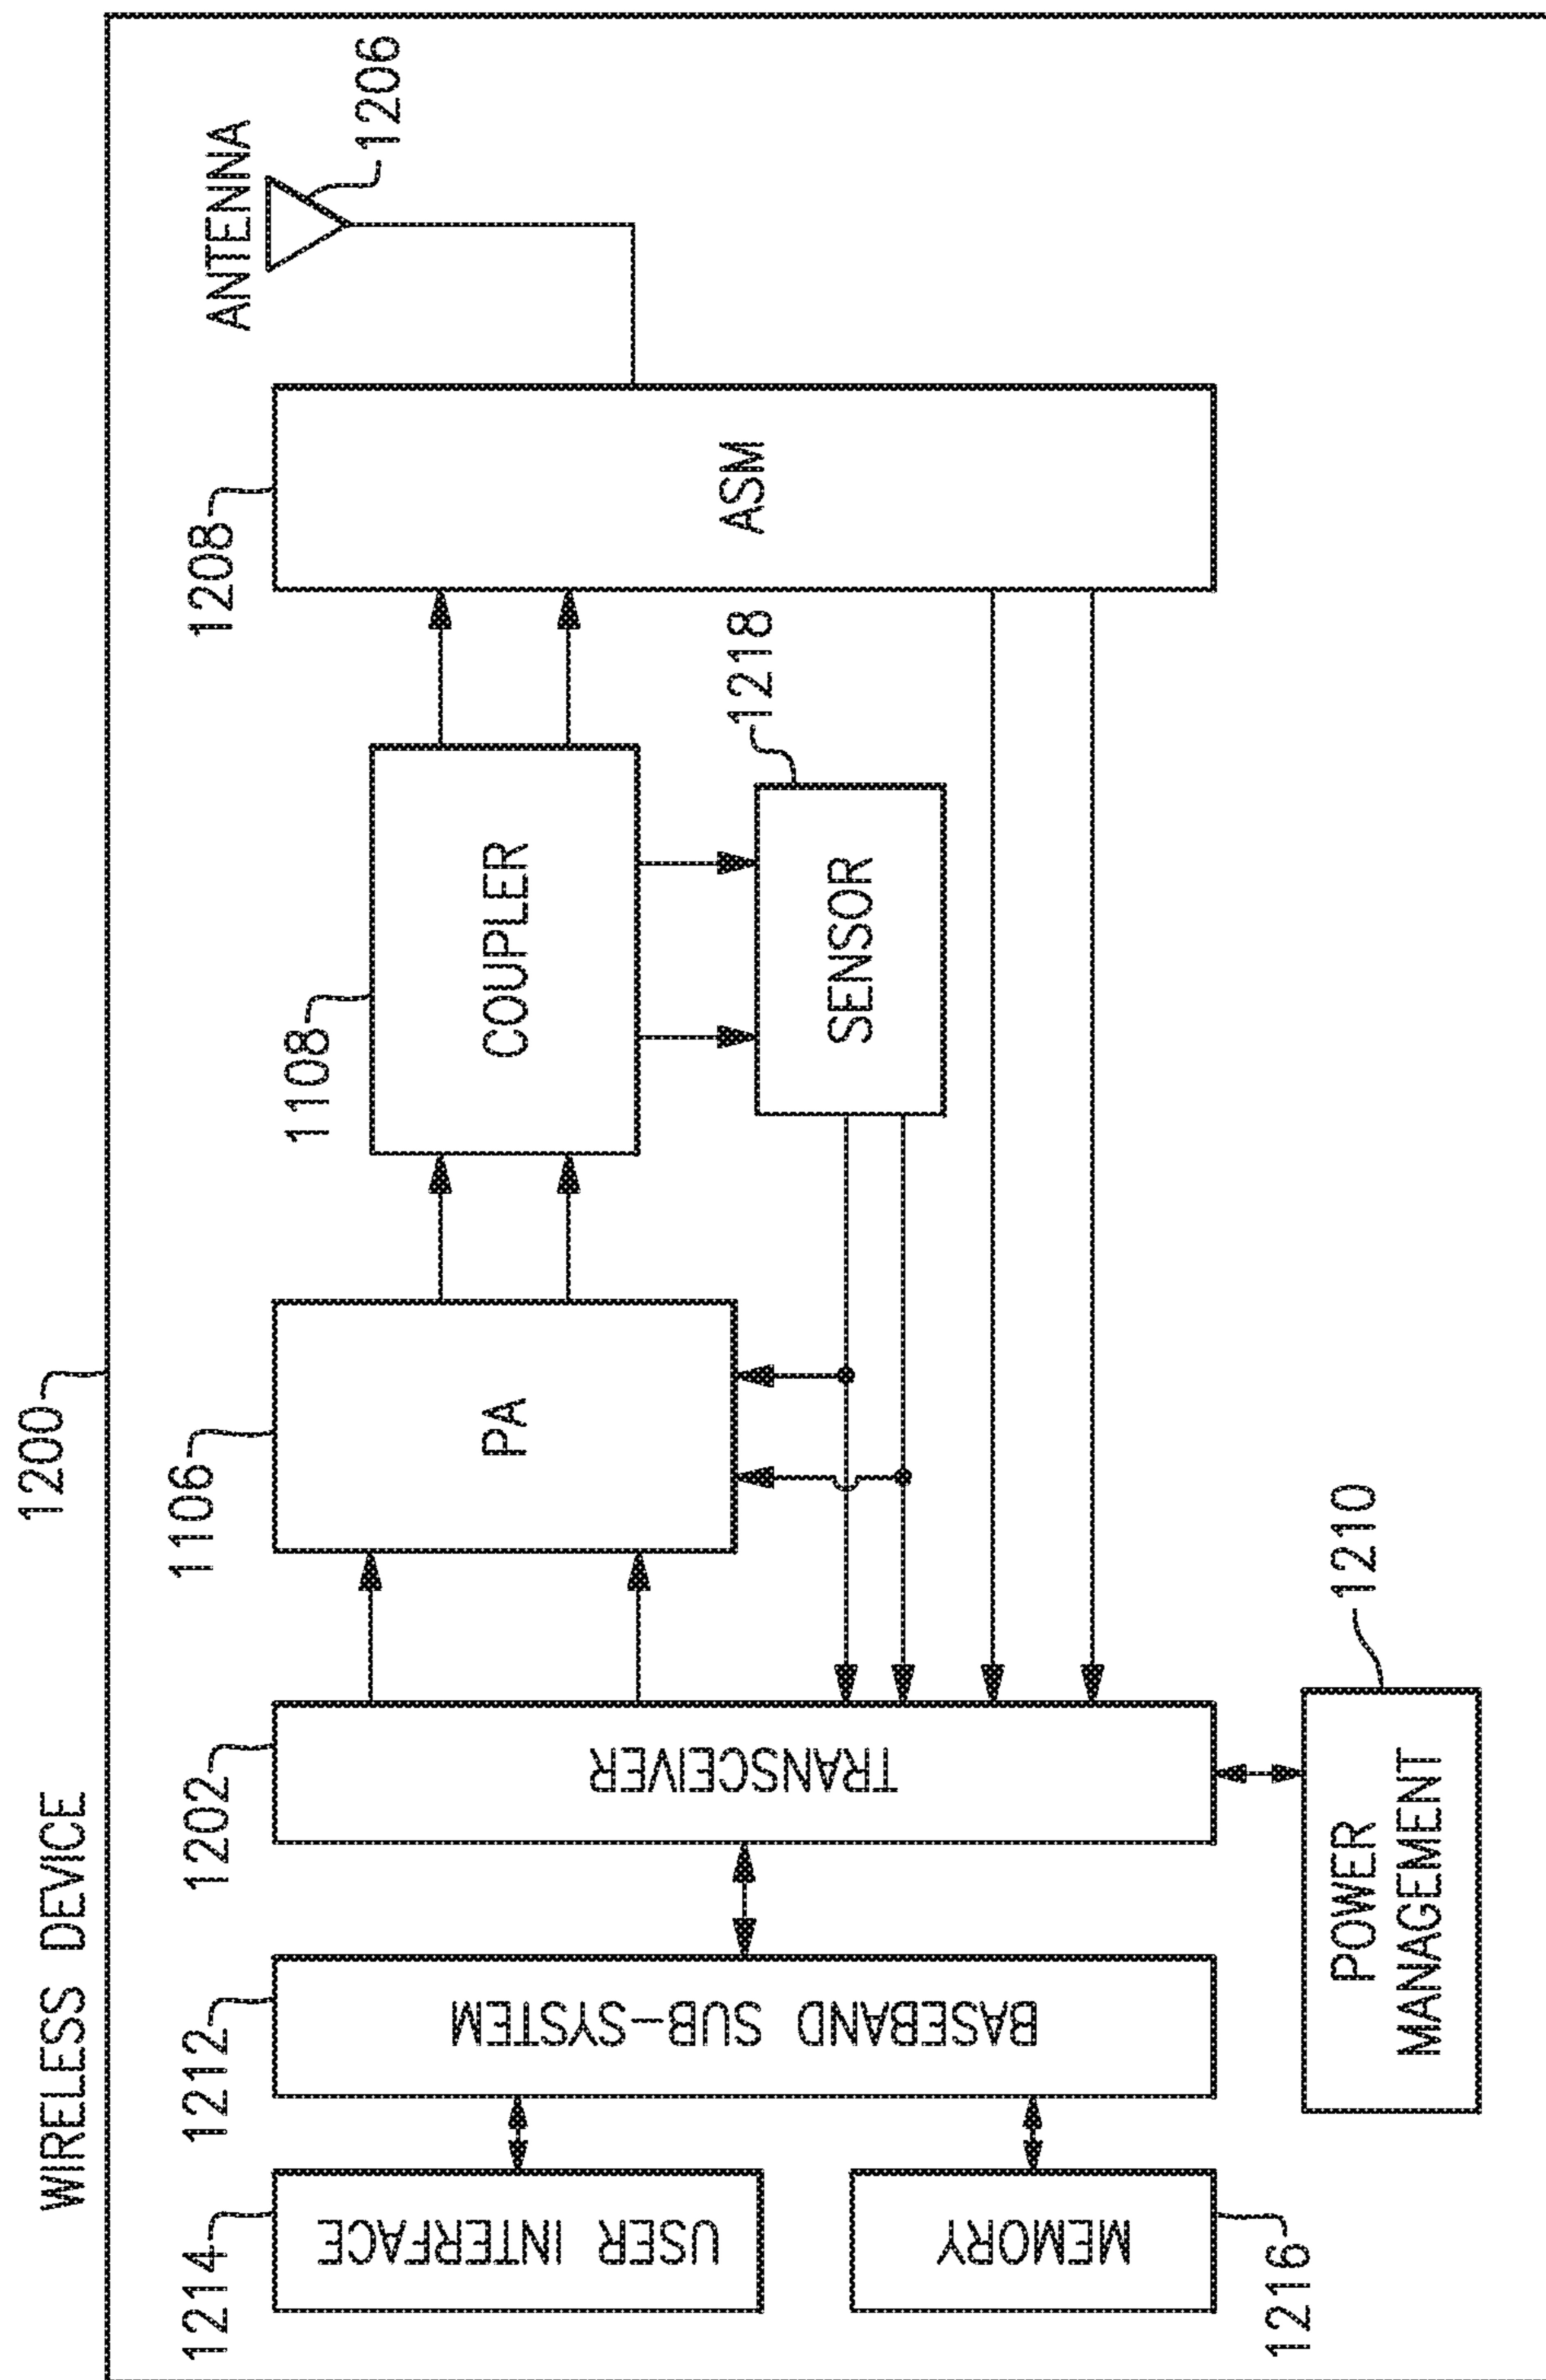 WIRELESS DEVICE
1200
1214
USER INTERFACE
MEMORY
1216
1212
BASEBAND SUB-SYSTEM
1202
TRANSCEIVER
POWER
MANAGEMENT
1210
1106
PA
1108
COUPLER
SENSOR
1218
1208
ASM
ANTENNA
1206